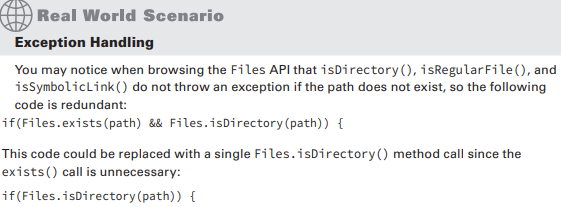 Real World Scenario
Exception Handling
You may notice when browsing the Files API that isDirectory(), isRegularFile(), and
isSymbolicLink() do not throw an exception if the path does not exist, so the following
code is redundant:
if(Files.exists(path) && Files.isDirectory(path)) {
This code could be replaced with a single Files.isDirectory() method call since the
exists() call is unnecessary:
if(Files.isDirectory(path)) {